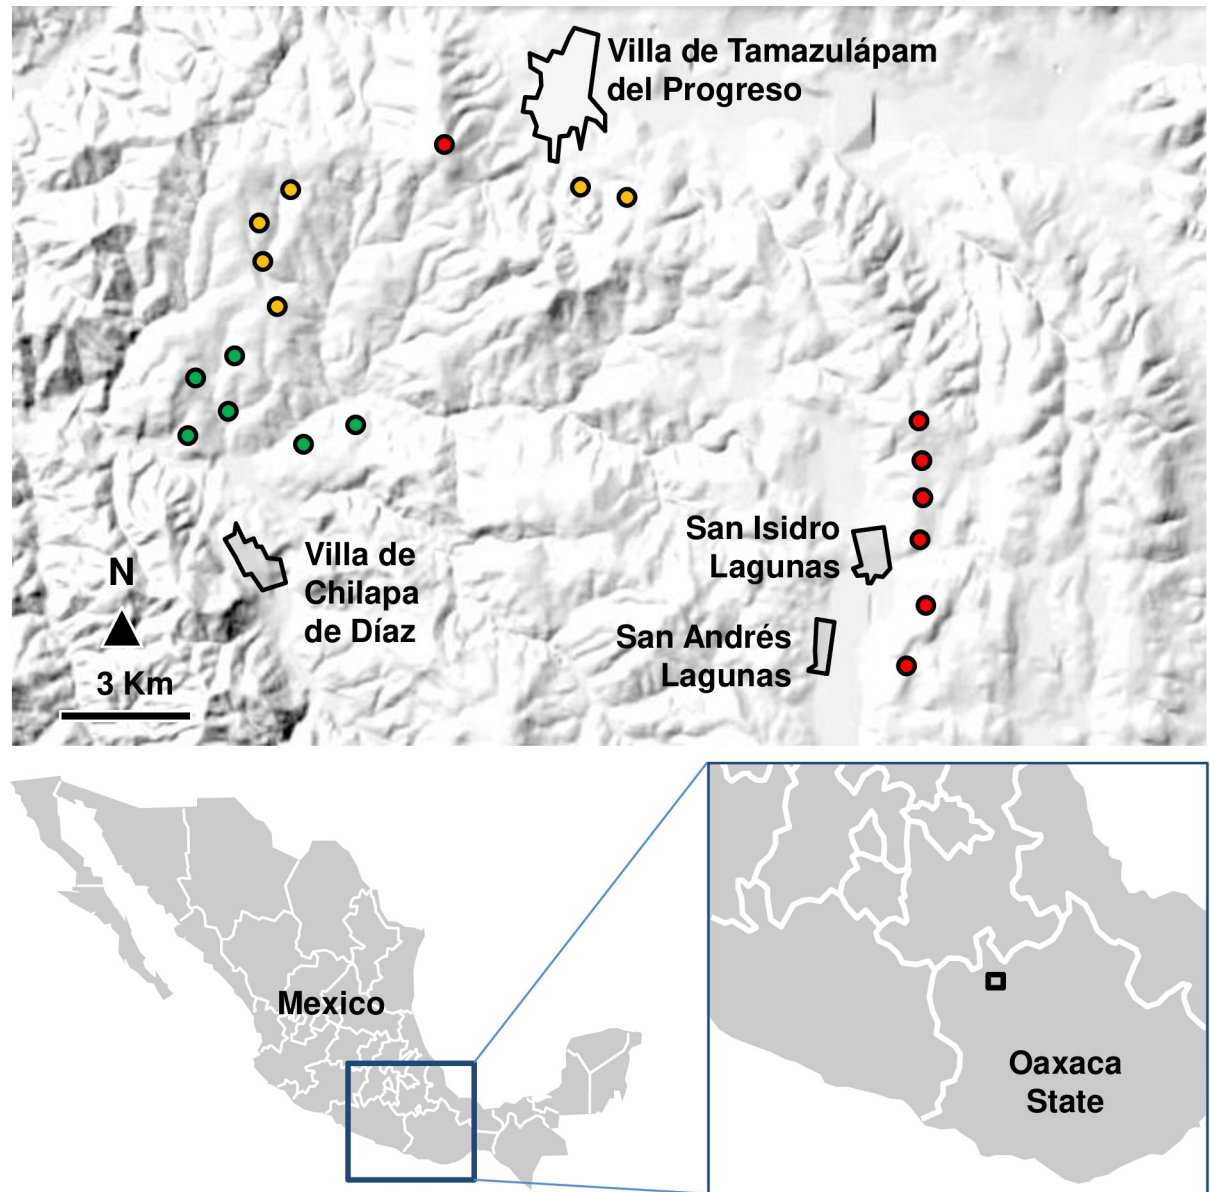 Villa de Tamazulápam
del Progreso
San Isidro
Lagunas
Villa de
Chilapa
de Díaz
N
San Andrés
Lagunas
3 Km
Mexico
Oaxaca
State